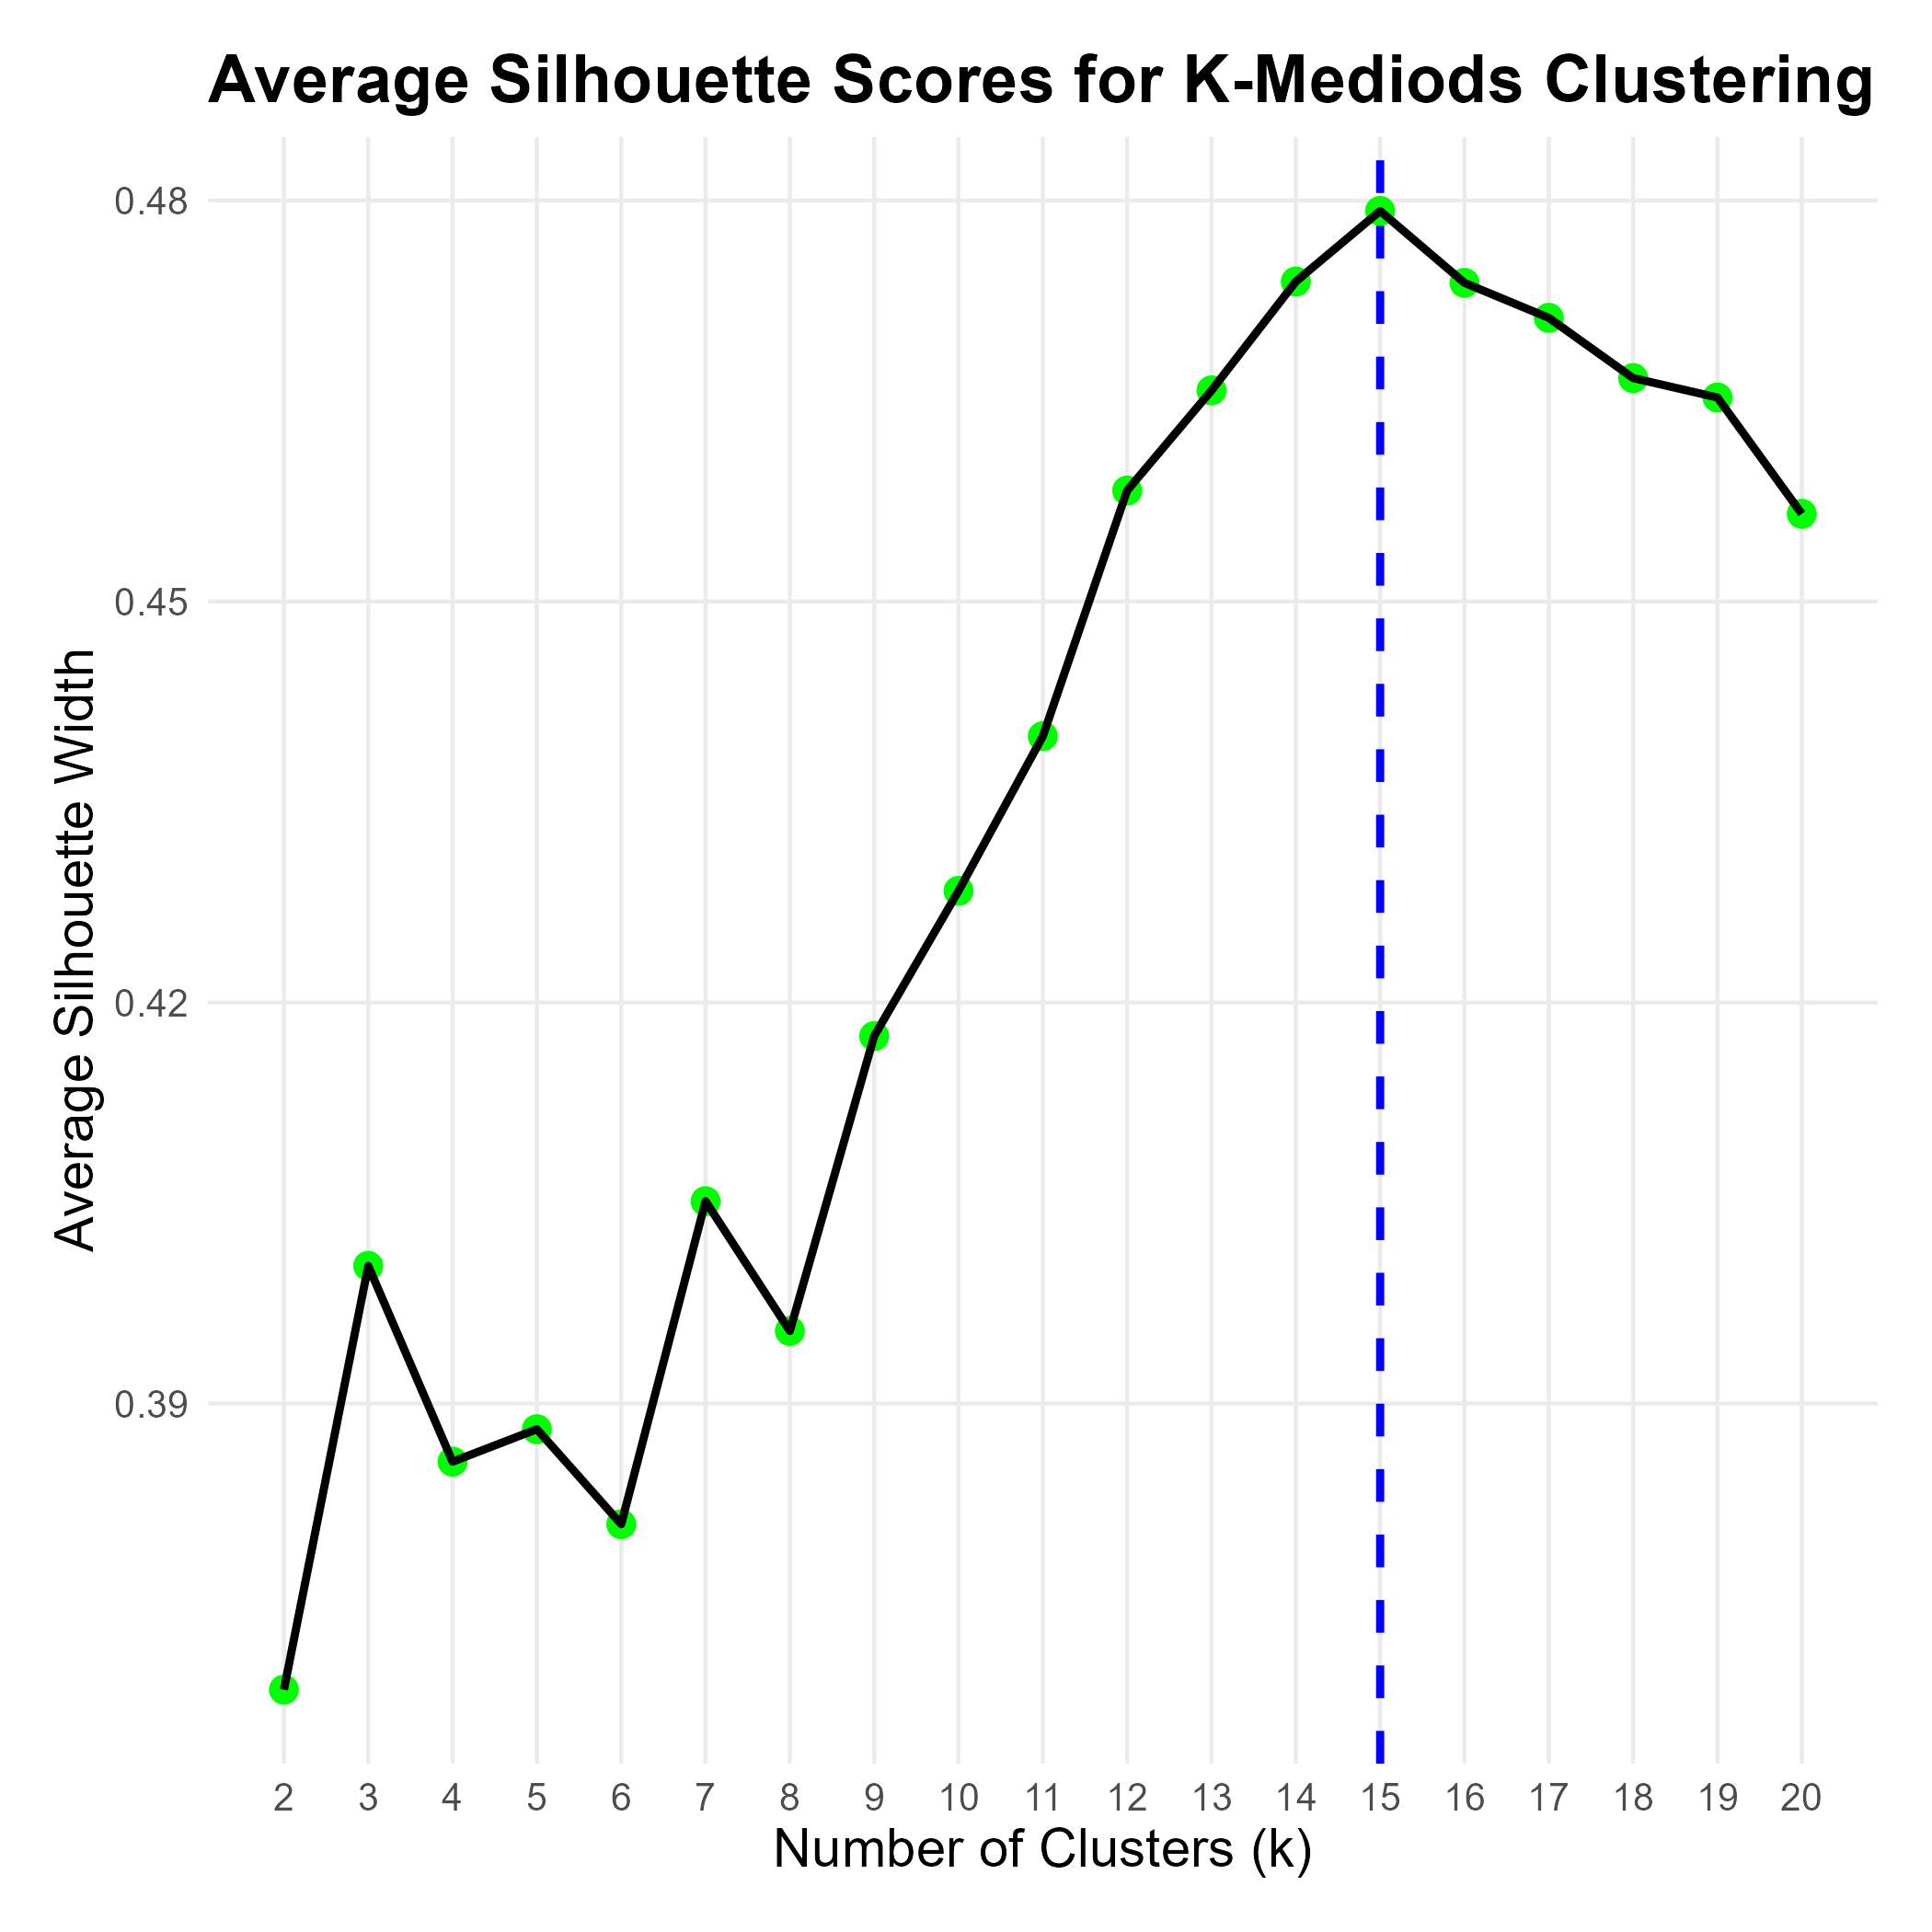 Average Silhouette Scores for K-Mediods Clustering
0.48
0.45
0.42
0.39
Average Silhouette Width
2 3 4 5 6 7 8 9 10 11 12 13 14 15 16 17 18 19 20
Number of Clusters (k)